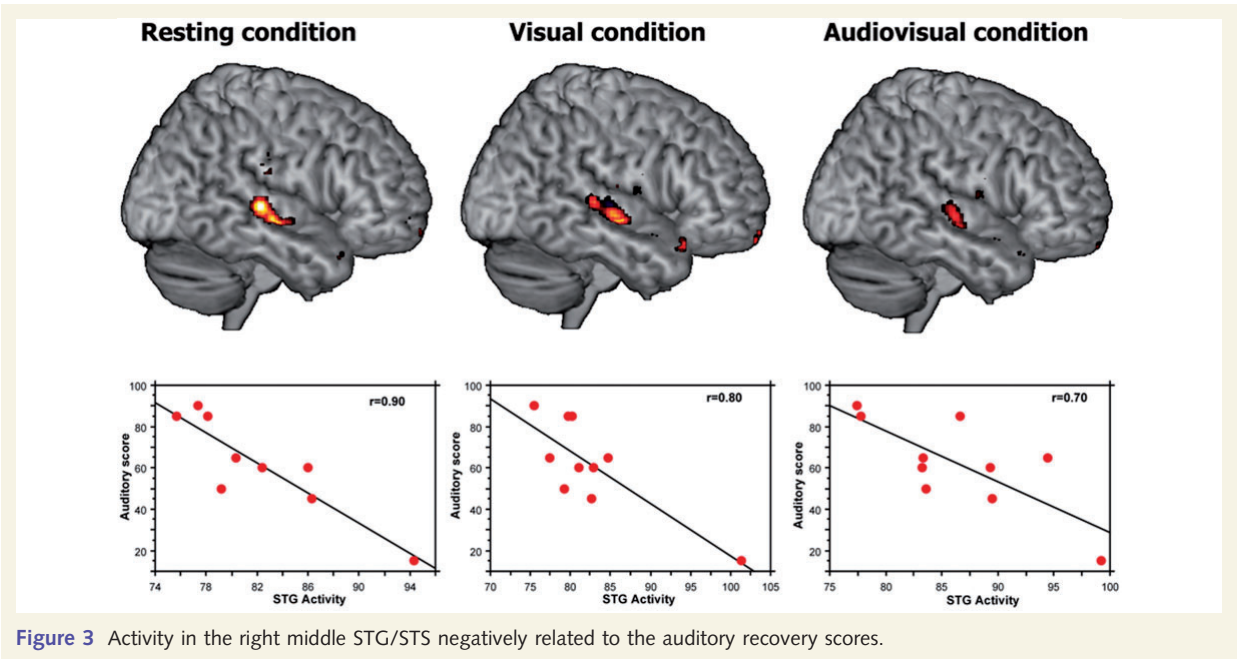 Resting condition Visual condition Audiovisual condition
100 100 100
r=0.90 r=0.80 r=0.70
80 80 80
60 60 60
40 40 40
20 20 20
Auditory score Auditory score Auditory score
74 78 82 86 90 94 70 75 80 85 90 95 100 105 75 80 85 90 95 100
STG Activity STG Activity STG Activity
Figure 3 Activity in the right middle STG/STS negatively related to the auditory recovery scores.